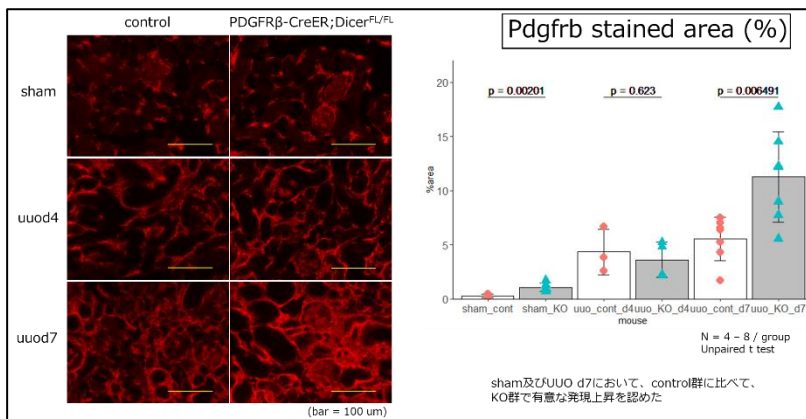 control
PDGFRβ-CreER;Dicer^FL/FL
sham
uuod4
uuod7
(bar = 100 um)
Pdgfrb stained area (%)
p = 0.00201
p = 0.623
p = 0.006491
%area
20
15
10
5
0
sham_cont
sham_KO
uuo_cont_d4
uuo_KO_d4
uuo_cont_d7
uuo_KO_d7
mouse
N = 4 – 8 / group
Unpaired t test
sham及びUUO d7において、control群に比べて、
KO群で有意な発現上昇を認めた